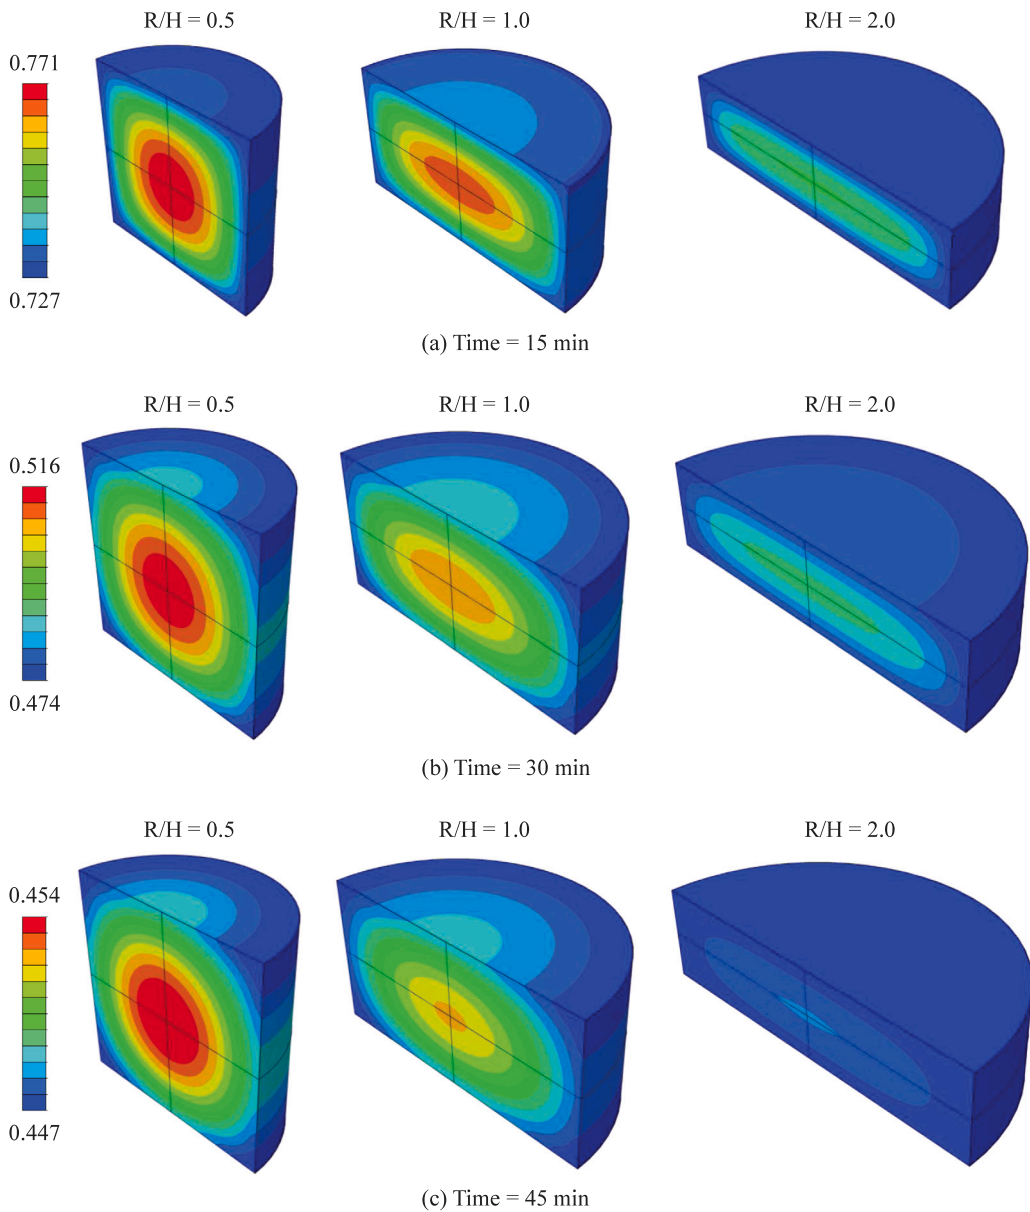 R/H = 0.5 R/H = 1.0 R/H = 2.0
0.771
0.727
(a) Time = 15 min
R/H = 0.5 R/H = 1.0 R/H = 2.0
0.516
0.474
(b) Time = 30 min
R/H = 0.5 R/H = 1.0 R/H = 2.0
0.454
0.447
(c) Time = 45 min